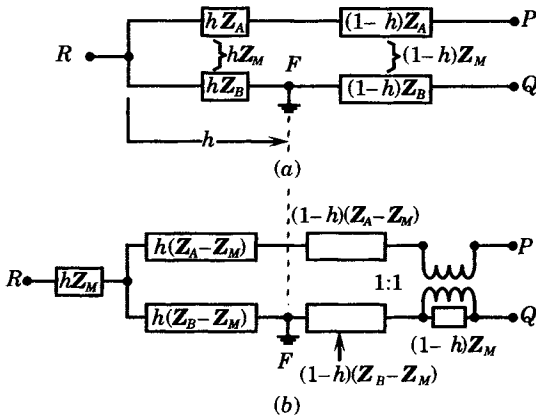 hZ_A (1-h)Z_A P
R }hZ_M F }(1-h)Z_M
hZ_B (1-h)Z_B Q
h
(a)
(1-h)(Z_A-Z_M)
h(Z_A-Z_M) P
R hZ_M 1:1
h(Z_B-Z_M) Q
F (1-h)Z_M
(1-h)(Z_B-Z_M)
(b)